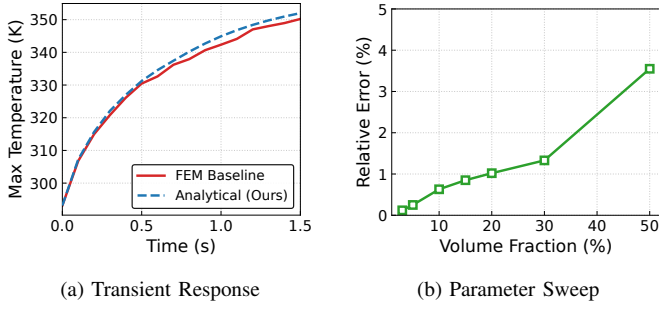 350
340
330
320
310
300
Max Temperature (K)
FEM Baseline
Analytical (Ours)
0.0
0.5
1.0
1.5
Time (s)
(a) Transient Response
5
4
3
2
1
0
Relative Error (%)
10
20
30
40
50
Volume Fraction (%)
(b) Parameter Sweep